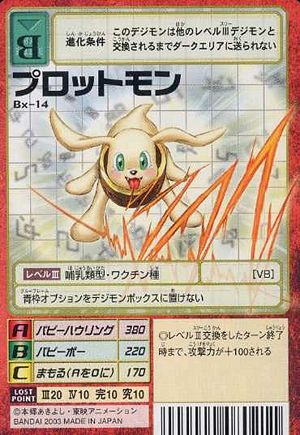 B
進化条件
このデジモンは他のレベルⅢデジモンと
交換されるまでダークエリアに送られない
プロットモン
Bx-14
レベルⅢ 哺乳類型・ワクチン種 [VB]
青枠オプションをデジモンボックスに置けない
A パピーハウリング 380
B パピーポー 220
C まもる(Aを0に) 170
◎レベルⅢ交換をしたターン終了
時まで、攻撃力が+100される
LOST POINT Ⅲ20 Ⅳ10 完10 究10
©本郷あきよし・東映アニメーション
BANDAI 2003 MADE IN JAPAN